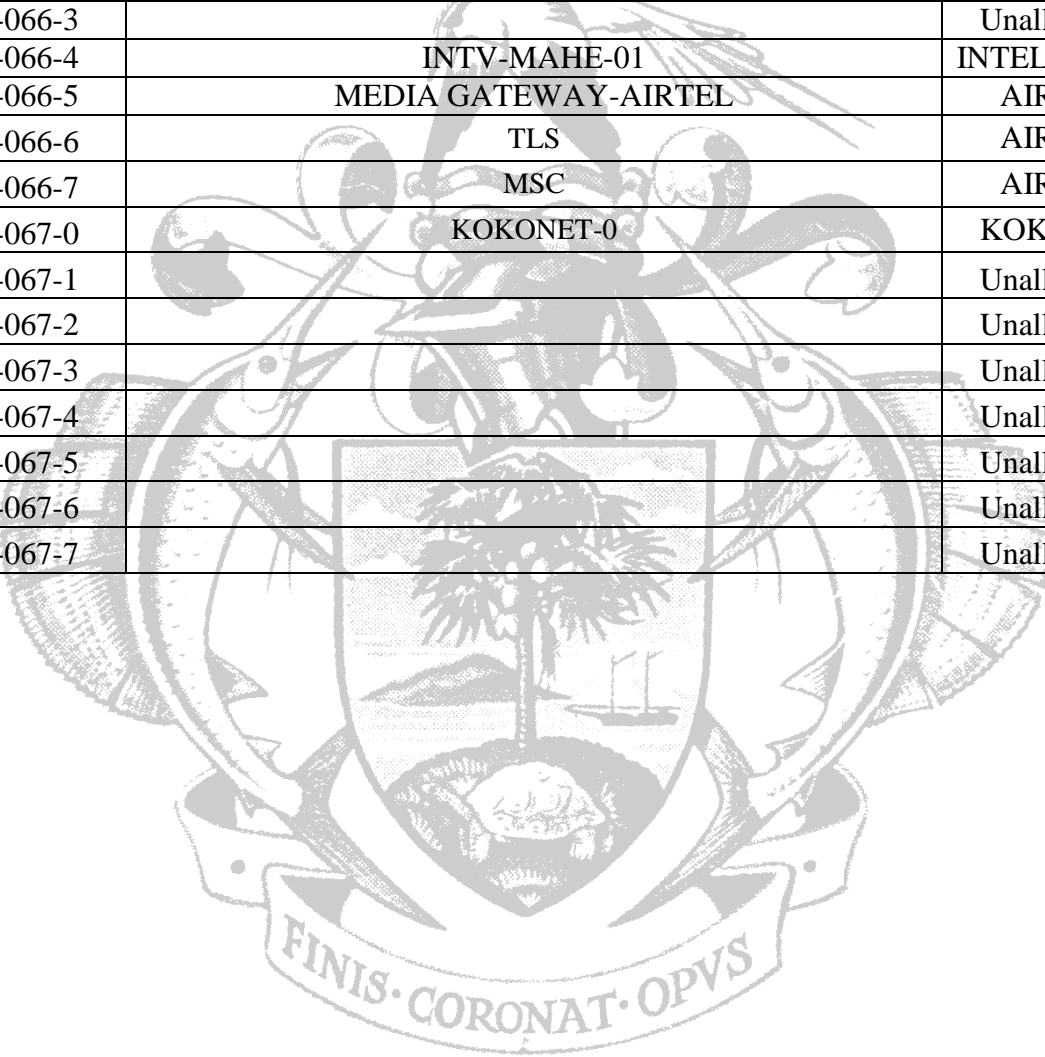 -066-3 Unall
-066-4 INTV-MAHE-01 INTEL
-066-5 MEDIA GATEWAY-AIRTEL AIR
-066-6 TLS AIR
-066-7 MSC AIR
-067-0 KOKONET-0 KOK
-067-1 Unall
-067-2 Unall
-067-3 Unall
-067-4 Unall
-067-5 Unall
-067-6 Unall
-067-7 Unall
FINIS·CORONAT·OPVS